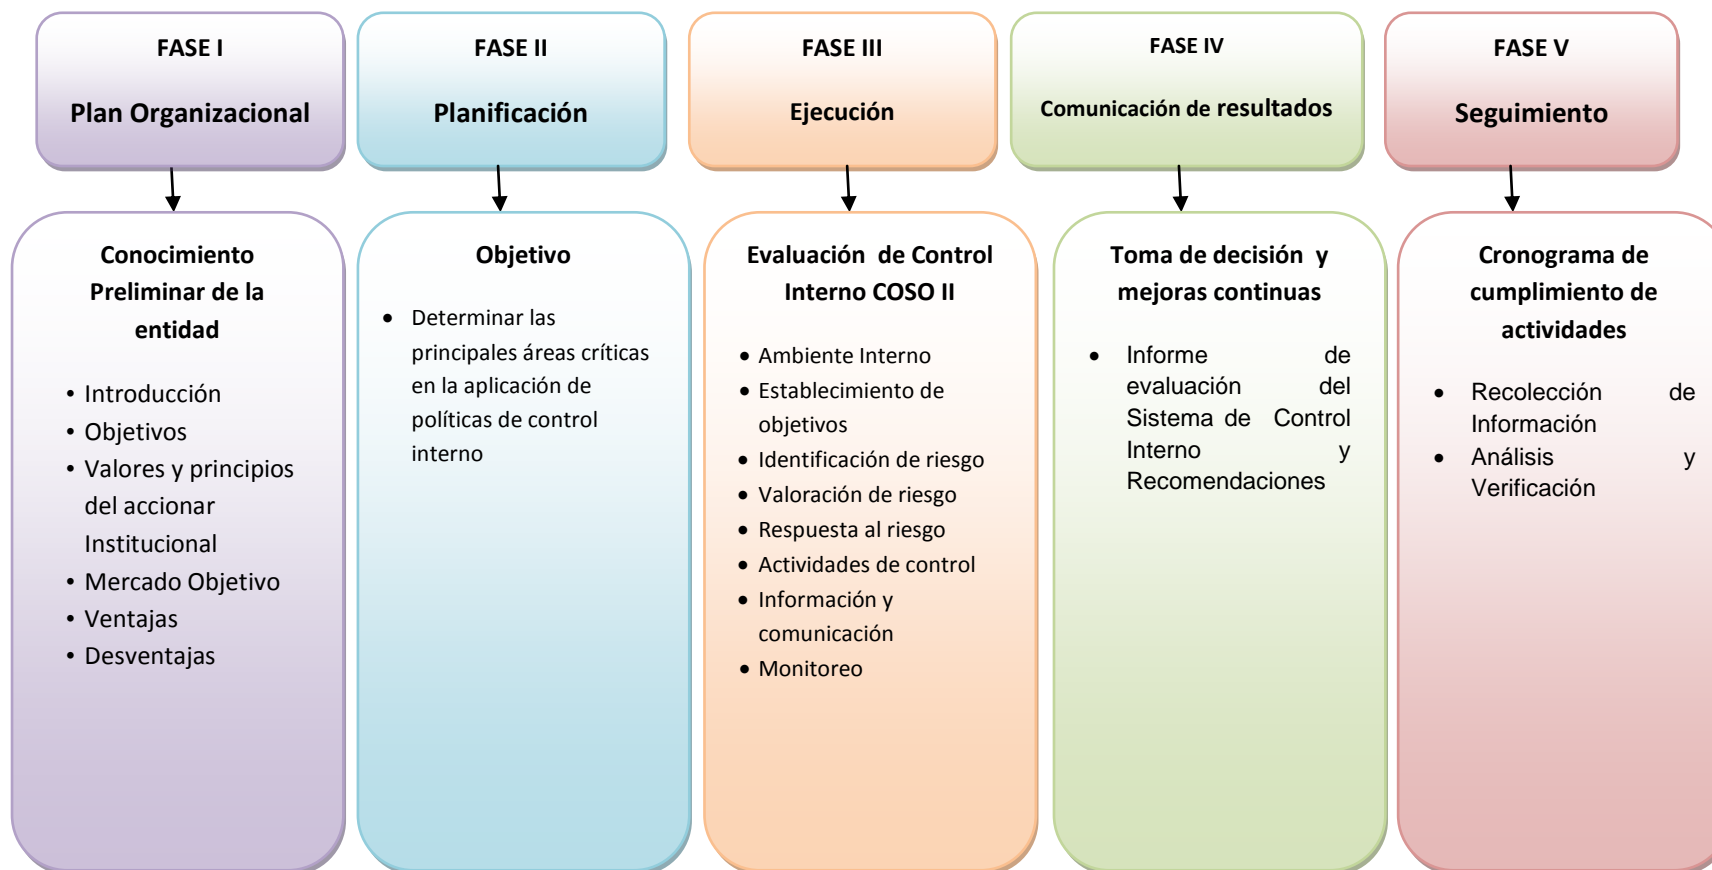 FASE I
Plan Organizacional
FASE II
Planificación
FASE III
Ejecución
FASE IV
Comunicación de resultados
FASE V
Seguimiento
Conocimiento
Preliminar de la
entidad
• Introducción
• Objetivos
• Valores y principios
del accionar
Institucional
• Mercado Objetivo
• Ventajas
• Desventajas
Objetivo
• Determinar las
principales áreas críticas
en la aplicación de
políticas de control
interno
Evaluación de Control
Interno COSO II
• Ambiente Interno
• Establecimiento de
objetivos
• Identificación de riesgo
• Valoración de riesgo
• Respuesta al riesgo
• Actividades de control
• Información y
comunicación
• Monitoreo
Toma de decisión y
mejoras continuas
• Informe de
evaluación del
Sistema de Control
Interno y
Recomendaciones
Cronograma de
cumplimiento de
actividades
• Recolección de
Información
• Análisis y
Verificación